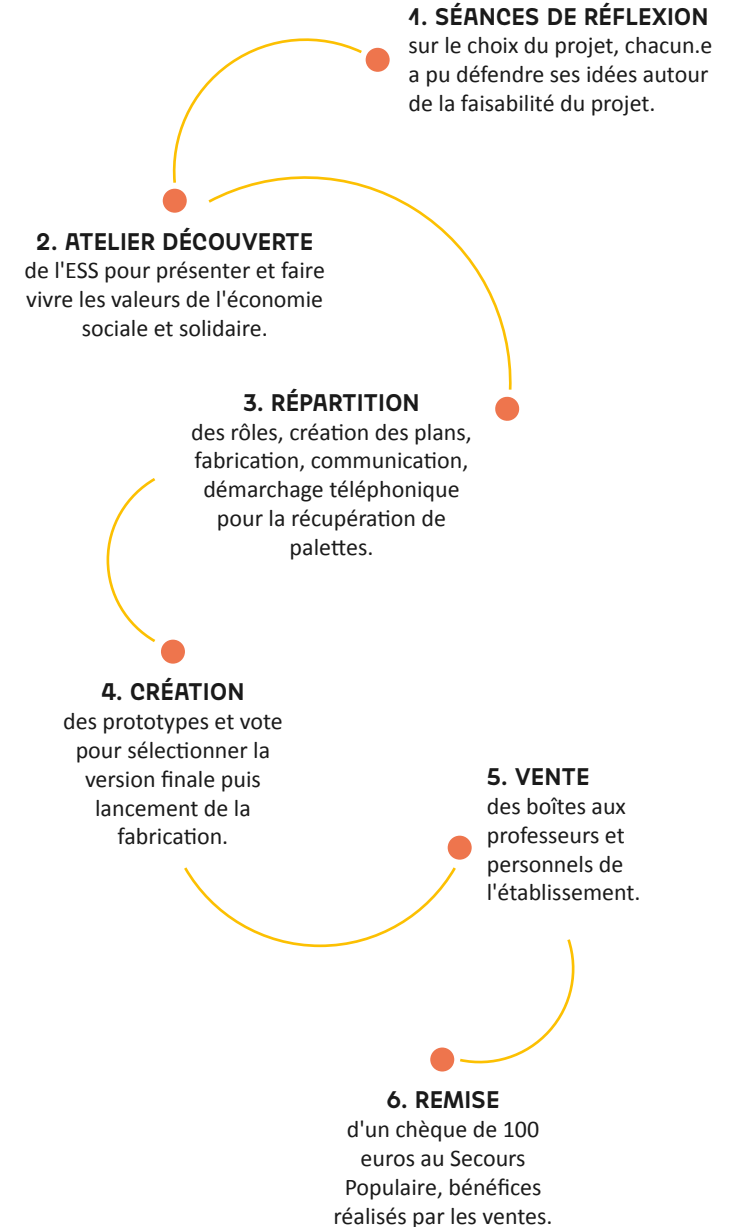 1. SÉANCES DE RÉFLEXION
sur le choix du projet, chacun.e
a pu défendre ses idées autour
de la faisabilité du projet.
2. ATELIER DÉCOUVERTE
de l'ESS pour présenter et faire
vivre les valeurs de l'économie
sociale et solidaire.
3. RÉPARTITION
des rôles, création des plans,
fabrication, communication,
démarchage téléphonique
pour la récupération de
palettes.
4. CRÉATION
des prototypes et vote
pour sélectionner la
version finale puis
lancement de la
fabrication.
5. VENTE
des boîtes aux
professeurs et
personnels de
l'établissement.
6. REMISE
d'un chèque de 100
euros au Secours
Populaire, bénéfices
réalisés par les ventes.